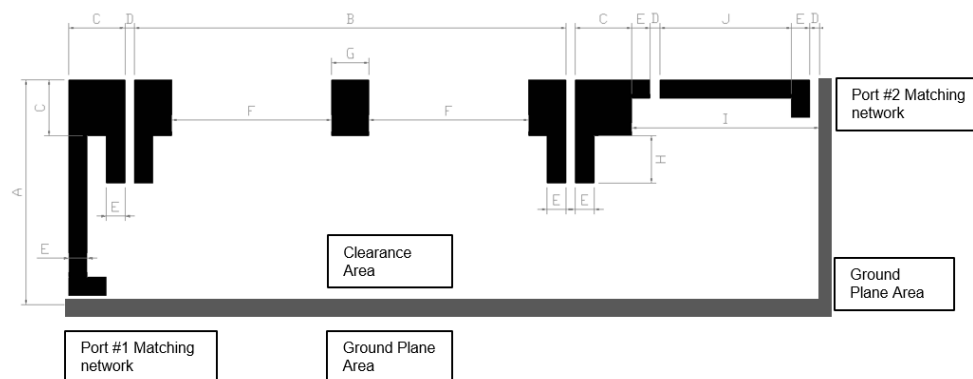 C D B C E D J E D
G
Port #2 Matching
network
C
F F
I
H
A
E
E E
E
Clearance
Area
Ground
Plane Area
Port #1 Matching
network
Ground Plane
Area